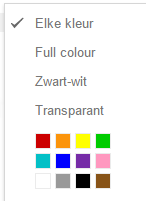 Elke kleur
Full colour
Zwart-wit
Transparant